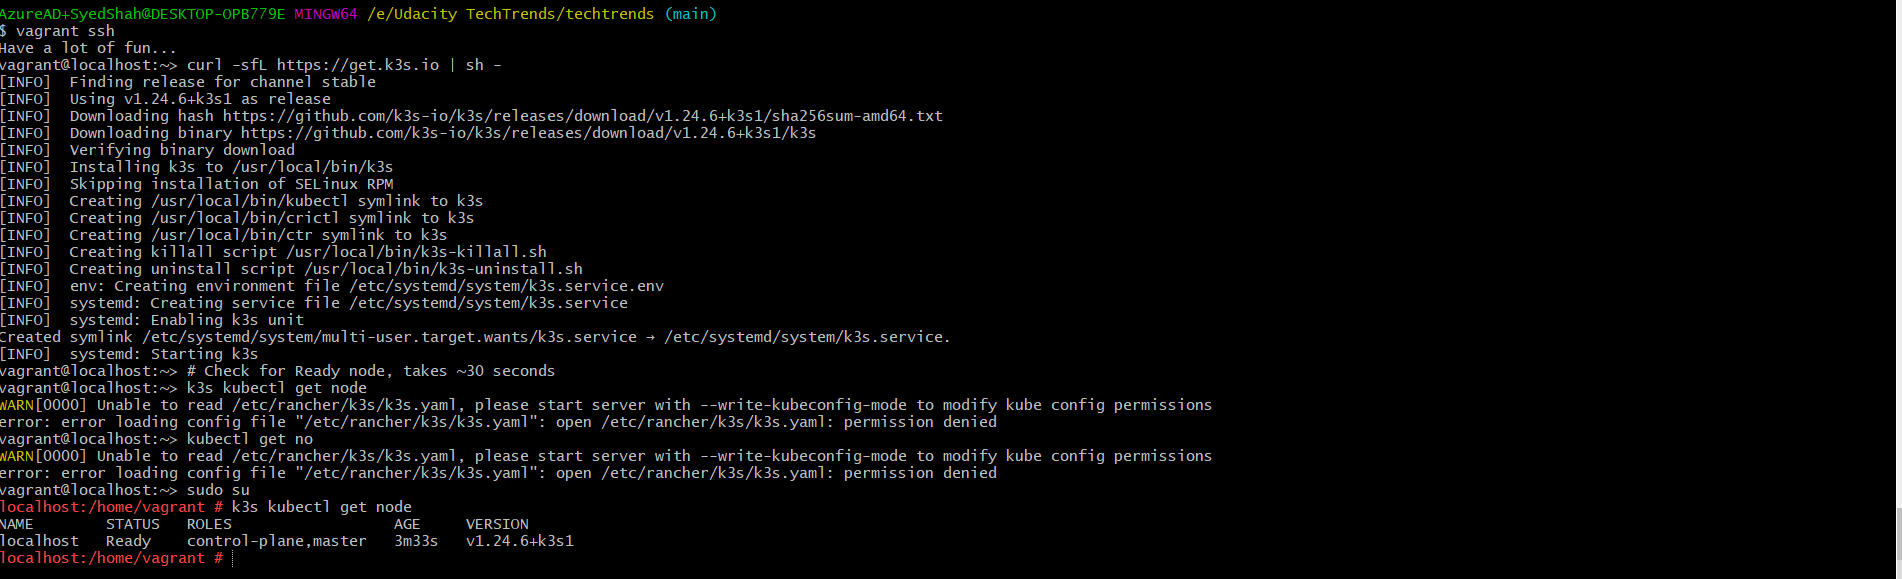 AzureAD+SyedShah@DESKTOP-OPB779E MINGW64 /e/Udacity TechTrends/techtrends (main)
$ vagrant ssh
Have a lot of fun...
vagrant@localhost:~> curl -sfL https://get.k3s.io | sh -
[INFO]  Finding release for channel stable
[INFO]  Using v1.24.6+k3s1 as release
[INFO]  Downloading hash https://github.com/k3s-io/k3s/releases/download/v1.24.6+k3s1/sha256sum-amd64.txt
[INFO]  Downloading binary https://github.com/k3s-io/k3s/releases/download/v1.24.6+k3s1/k3s
[INFO]  Verifying binary download
[INFO]  Installing k3s to /usr/local/bin/k3s
[INFO]  Skipping installation of SELinux RPM
[INFO]  Creating /usr/local/bin/kubectl symlink to k3s
[INFO]  Creating /usr/local/bin/crictl symlink to k3s
[INFO]  Creating /usr/local/bin/ctr symlink to k3s
[INFO]  Creating killall script /usr/local/bin/k3s-killall.sh
[INFO]  Creating uninstall script /usr/local/bin/k3s-uninstall.sh
[INFO]  env: Creating environment file /etc/systemd/system/k3s.service.env
[INFO]  systemd: Creating service file /etc/systemd/system/k3s.service
[INFO]  systemd: Enabling k3s unit
Created symlink /etc/systemd/system/multi-user.target.wants/k3s.service → /etc/systemd/system/k3s.service.
[INFO]  systemd: Starting k3s
vagrant@localhost:~> # Check for Ready node, takes ~30 seconds
vagrant@localhost:~> k3s kubectl get node
WARN[0000] Unable to read /etc/rancher/k3s/k3s.yaml, please start server with --write-kubeconfig-mode to modify kube config permissions
error: error loading config file "/etc/rancher/k3s/k3s.yaml": open /etc/rancher/k3s/k3s.yaml: permission denied
vagrant@localhost:~> kubectl get no
WARN[0000] Unable to read /etc/rancher/k3s/k3s.yaml, please start server with --write-kubeconfig-mode to modify kube config permissions
error: error loading config file "/etc/rancher/k3s/k3s.yaml": open /etc/rancher/k3s/k3s.yaml: permission denied
vagrant@localhost:~> sudo su
localhost:/home/vagrant # k3s kubectl get node
NAME        STATUS   ROLES                  AGE     VERSION
localhost   Ready    control-plane,master   3m33s   v1.24.6+k3s1
localhost:/home/vagrant #